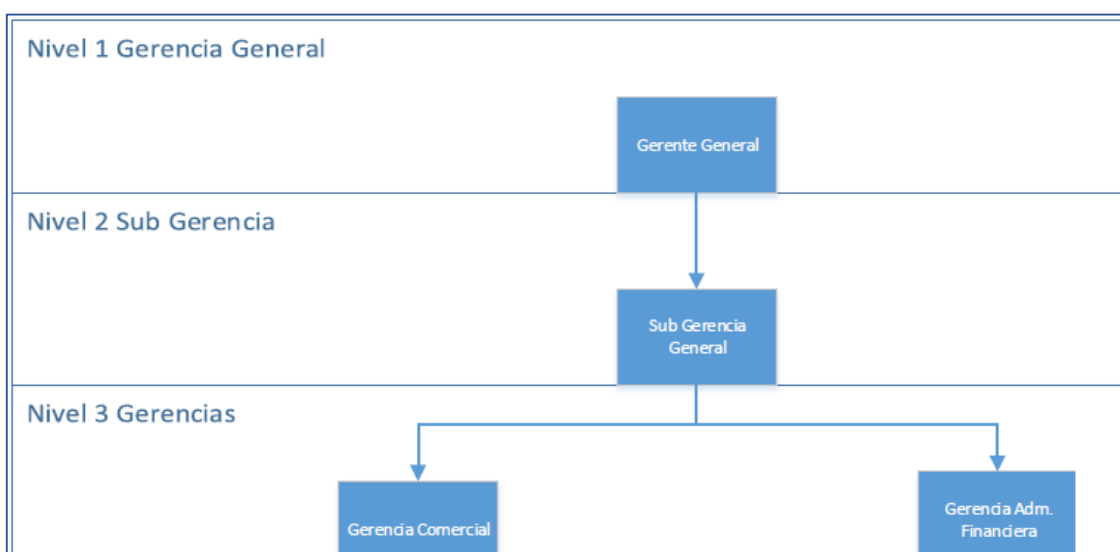 Nivel 1 Gerencia General
Gerente General
Nivel 2 Sub Gerencia
Sub Gerencia
General
Nivel 3 Gerencias
Gerencia Comercial
Gerencia Adm.
Financiera